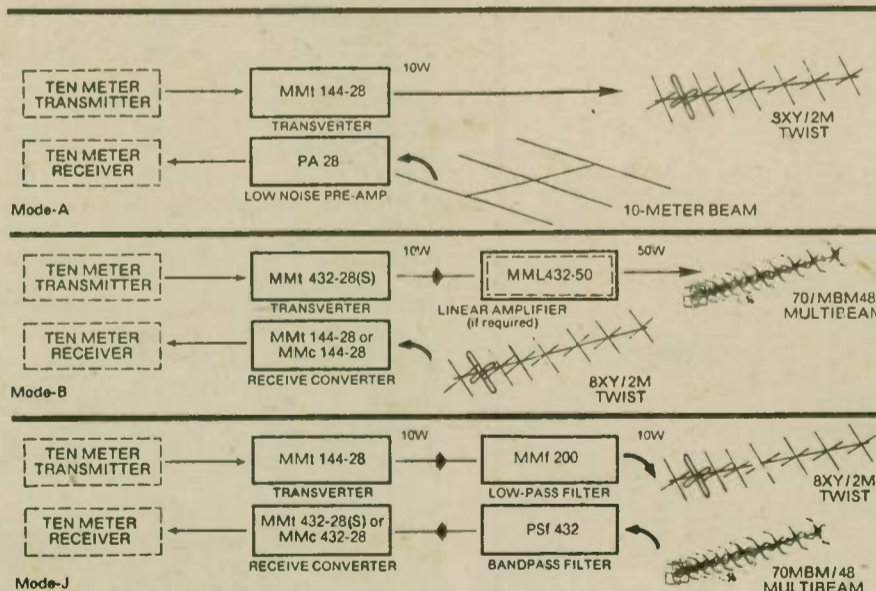 10W
TEN METER
TRANSMITTER
MMt 144-28
TRANSVERTER
8XY/2M
TWIST
TEN METER
RECEIVER
PA 28
LOW NOISE PRE-AMP
10-METER BEAM
Mode-A
10W
50W
TEN METER
TRANSMITTER
MMt 432-28(S)
TRANSVERTER
MML432-50
LINEAR AMPLIFIER
(if required)
70/MBM48
MULTIBEAM
TEN METER
RECEIVER
MMt 144-28 or
MMc 144-28
RECEIVE CONVERTER
8XY/2M
TWIST
Mode-B
10W
10W
TEN METER
TRANSMITTER
MMt 144-28
TRANSVERTER
MMf 200
LOW-PASS FILTER
8XY/2M
TWIST
TEN METER
RECEIVER
MMt 432-28(S) or
MMc 432-28
RECEIVE CONVERTER
PSf 432
BANDPASS FILTER
70MBM/48
MULTIBEAM
Mode-J